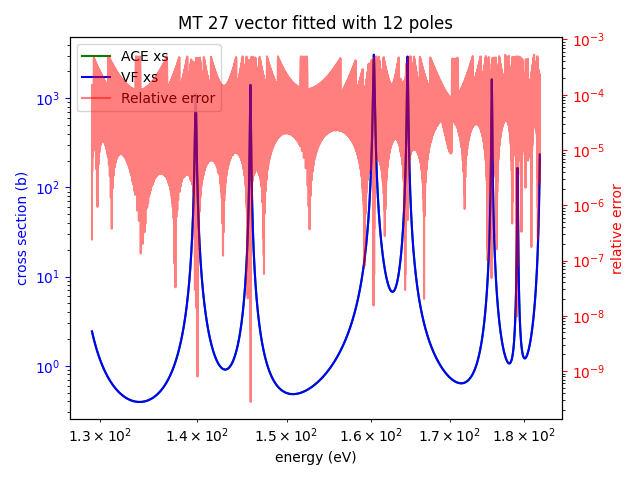 MT 27 vector fitted with 12 poles
ACE xs
VF xs
Relative error
cross section (b)
10³
10²
10¹
10⁰
relative error
10⁻³
10⁻⁴
10⁻⁵
10⁻⁶
10⁻⁷
10⁻⁸
10⁻⁹
1.3 × 10²
1.4 × 10²
1.5 × 10²
1.6 × 10²
1.7 × 10²
1.8 × 10²
energy (eV)